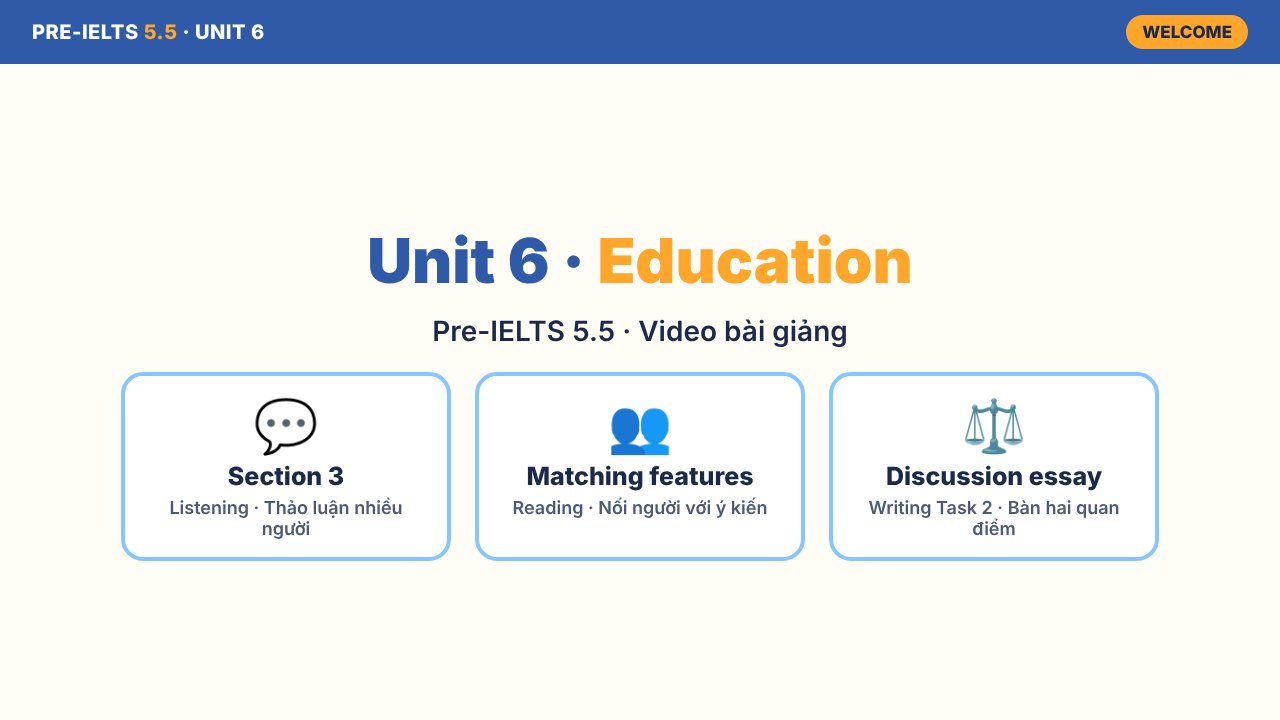 PRE-IELTS 5.5 · UNIT 6
WELCOME
Unit 6 · Education
Pre-IELTS 5.5 · Video bài giảng
Section 3
Listening · Thảo luận nhiều
người
Matching features
Reading · Nối người với ý kiến
Discussion essay
Writing Task 2 · Bàn hai quan
điểm